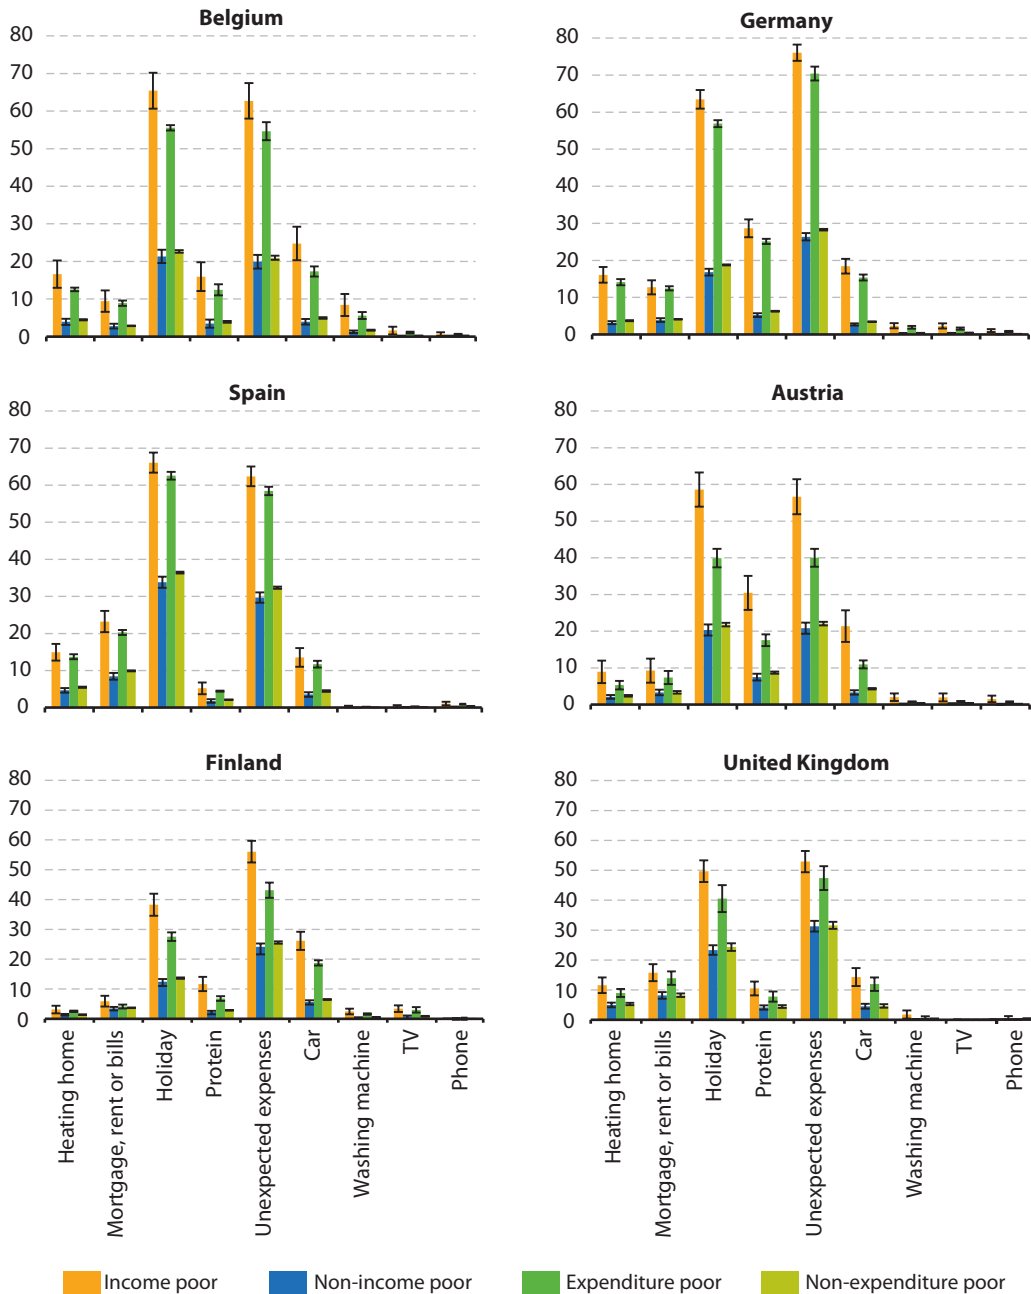 Belgium
80
70
60
50
40
30
20
10
0
Germany
80
70
60
50
40
30
20
10
0
Spain
80
70
60
50
40
30
20
10
0
Austria
80
70
60
50
40
30
20
10
0
Finland
80
70
60
50
40
30
20
10
0
Heating home
Mortgage, rent or bills
Holiday
Protein
Unexpected expenses
Car
Washing machine
TV
Phone
United Kingdom
80
70
60
50
40
30
20
10
0
Heating home
Mortgage, rent or bills
Holiday
Protein
Unexpected expenses
Car
Washing machine
TV
Phone
Income poor
Non-income poor
Expenditure poor
Non-expenditure poor